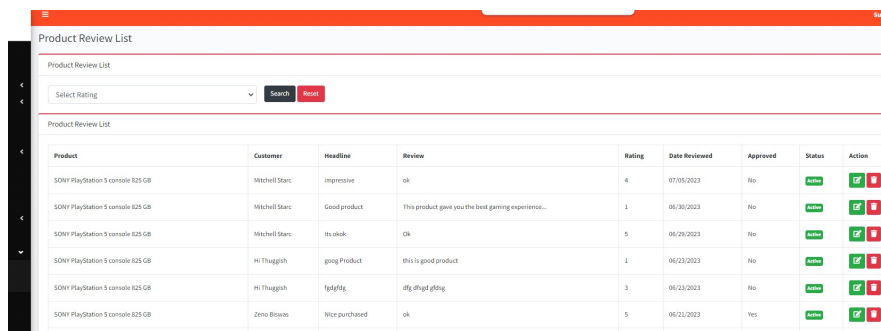 Su
Product Review List
Product Review List
Select Rating Search Reset
Product Review List
Product Customer Headline Review Rating Date Reviewed Approved Status Action
SONY PlayStation 5 console 825 GB Mitchell Starc impressive ok 4 07/05/2023 No Active
SONY PlayStation 5 console 825 GB Mitchell Starc Good product This product gave you the best gaming experience... 1 06/30/2023 No Active
SONY PlayStation 5 console 825 GB Mitchell Starc Its okok Ok 5 06/29/2023 No Active
SONY PlayStation 5 console 825 GB Hi Thuggish goog Product this is good product 1 06/23/2023 No Active
SONY PlayStation 5 console 825 GB Hi Thuggish fgdgfdg dfg dfhgd gfdsg 3 06/23/2023 No Active
SONY PlayStation 5 console 825 GB Zeno Biswas Nice purchased ok 5 06/21/2023 Yes Active